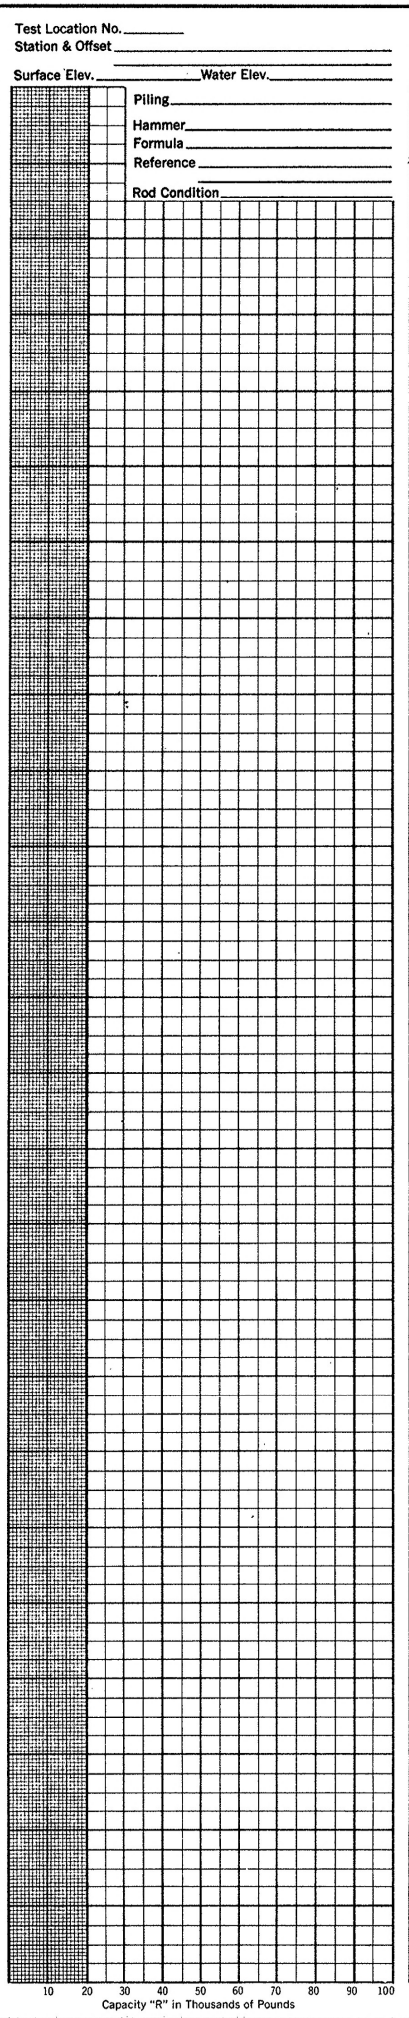 Test Location No.
Station & Offset
Surface Elev. Water Elev.
Piling
Hammer
Formula
Reference
Rod Condition
10 20 30 40 50 60 70 80 90 100
Capacity "R" in Thousands of Pounds